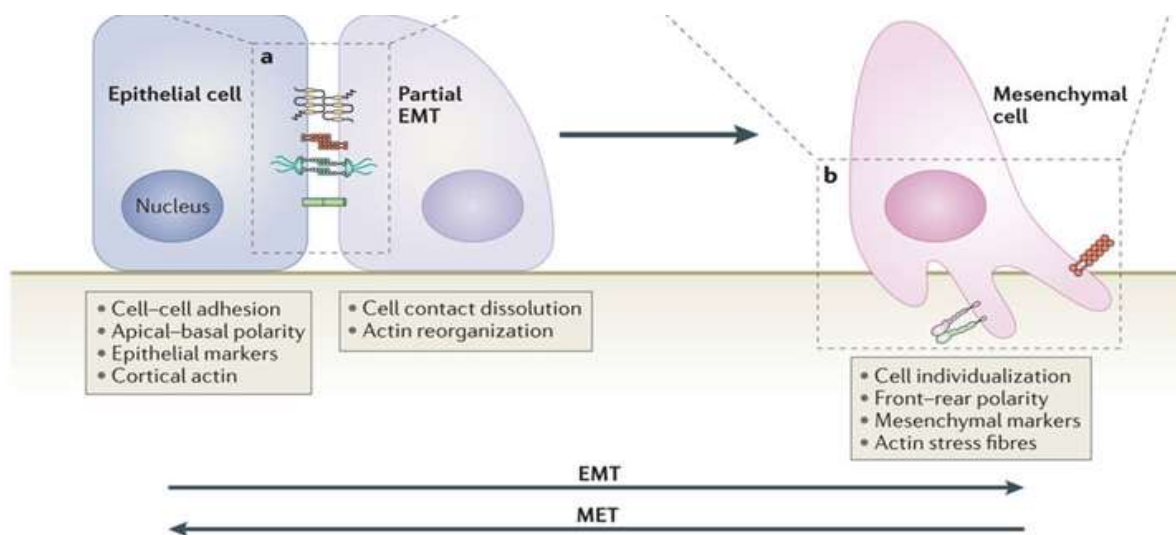 a
Epithelial cell
Partial
EMT
Nucleus
Mesenchymal
cell
b
• Cell–cell adhesion
• Apical–basal polarity
• Epithelial markers
• Cortical actin
• Cell contact dissolution
• Actin reorganization
• Cell individualization
• Front–rear polarity
• Mesenchymal markers
• Actin stress fibres
EMT
MET